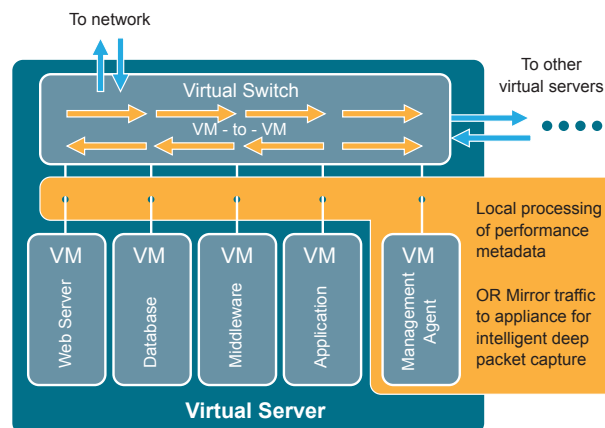 To network
To other
virtual servers
Virtual Switch
VM - to - VM
Local processing
of performance
metadata
OR Mirror traffic
to appliance for
intelligent deep
packet capture
VM
Web Server
VM
Database
VM
Middleware
VM
Application
VM
Management
Agent
Virtual Server